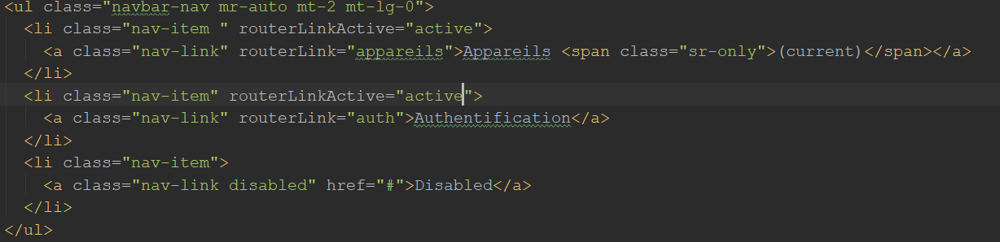 <ul class="navbar-nav mr-auto mt-2 mt-lg-0">
<li class="nav-item " routerLinkActive="active">
<a class="nav-link" routerLink="appareils">Appareils <span class="sr-only">(current)</span></a>
</li>
<li class="nav-item" routerLinkActive="active">
<a class="nav-link" routerLink="auth">Authentification</a>
</li>
<li class="nav-item">
<a class="nav-link disabled" href="#">Disabled</a>
</li>
</ul>